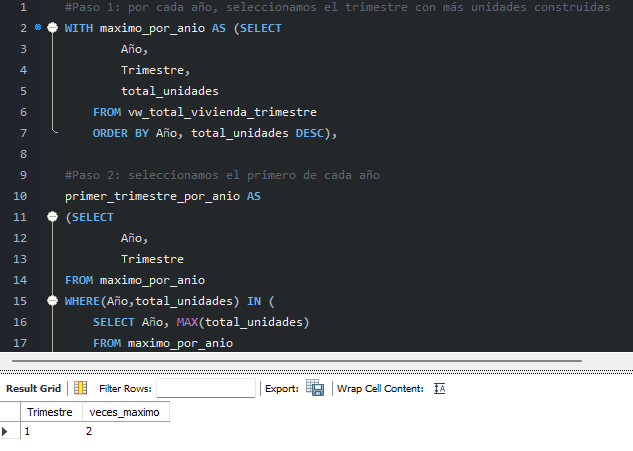 1 #Paso 1: por cada año, seleccionamos el trimestre con más unidades construidas
2 WITH maximo_por_anio AS (SELECT
3 Año,
4 Trimestre,
5 total_unidades
6 FROM vw_total_vivienda_trimestre
7 ORDER BY Año, total_unidades DESC),
8
9 #Paso 2: seleccionamos el primero de cada año
10 primer_trimestre_por_anio AS
11 (SELECT
12 Año,
13 Trimestre
14 FROM maximo_por_anio
15 WHERE(Año,total_unidades) IN (
16 SELECT Año, MAX(total_unidades)
17 FROM maximo_por_anio
Result Grid Filter Rows: Export: Wrap Cell Content:
Trimestre veces_maximo
1 2